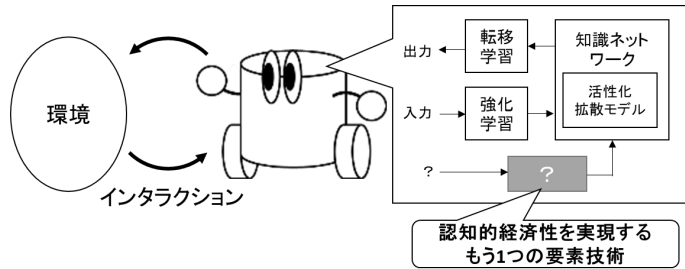 環境
インタラクション
出力
転移
学習
知識ネット
ワーク
活性化
拡散モデル
入力
強化
学習
?
?
認知的経済性を実現する
もう1つの要素技術